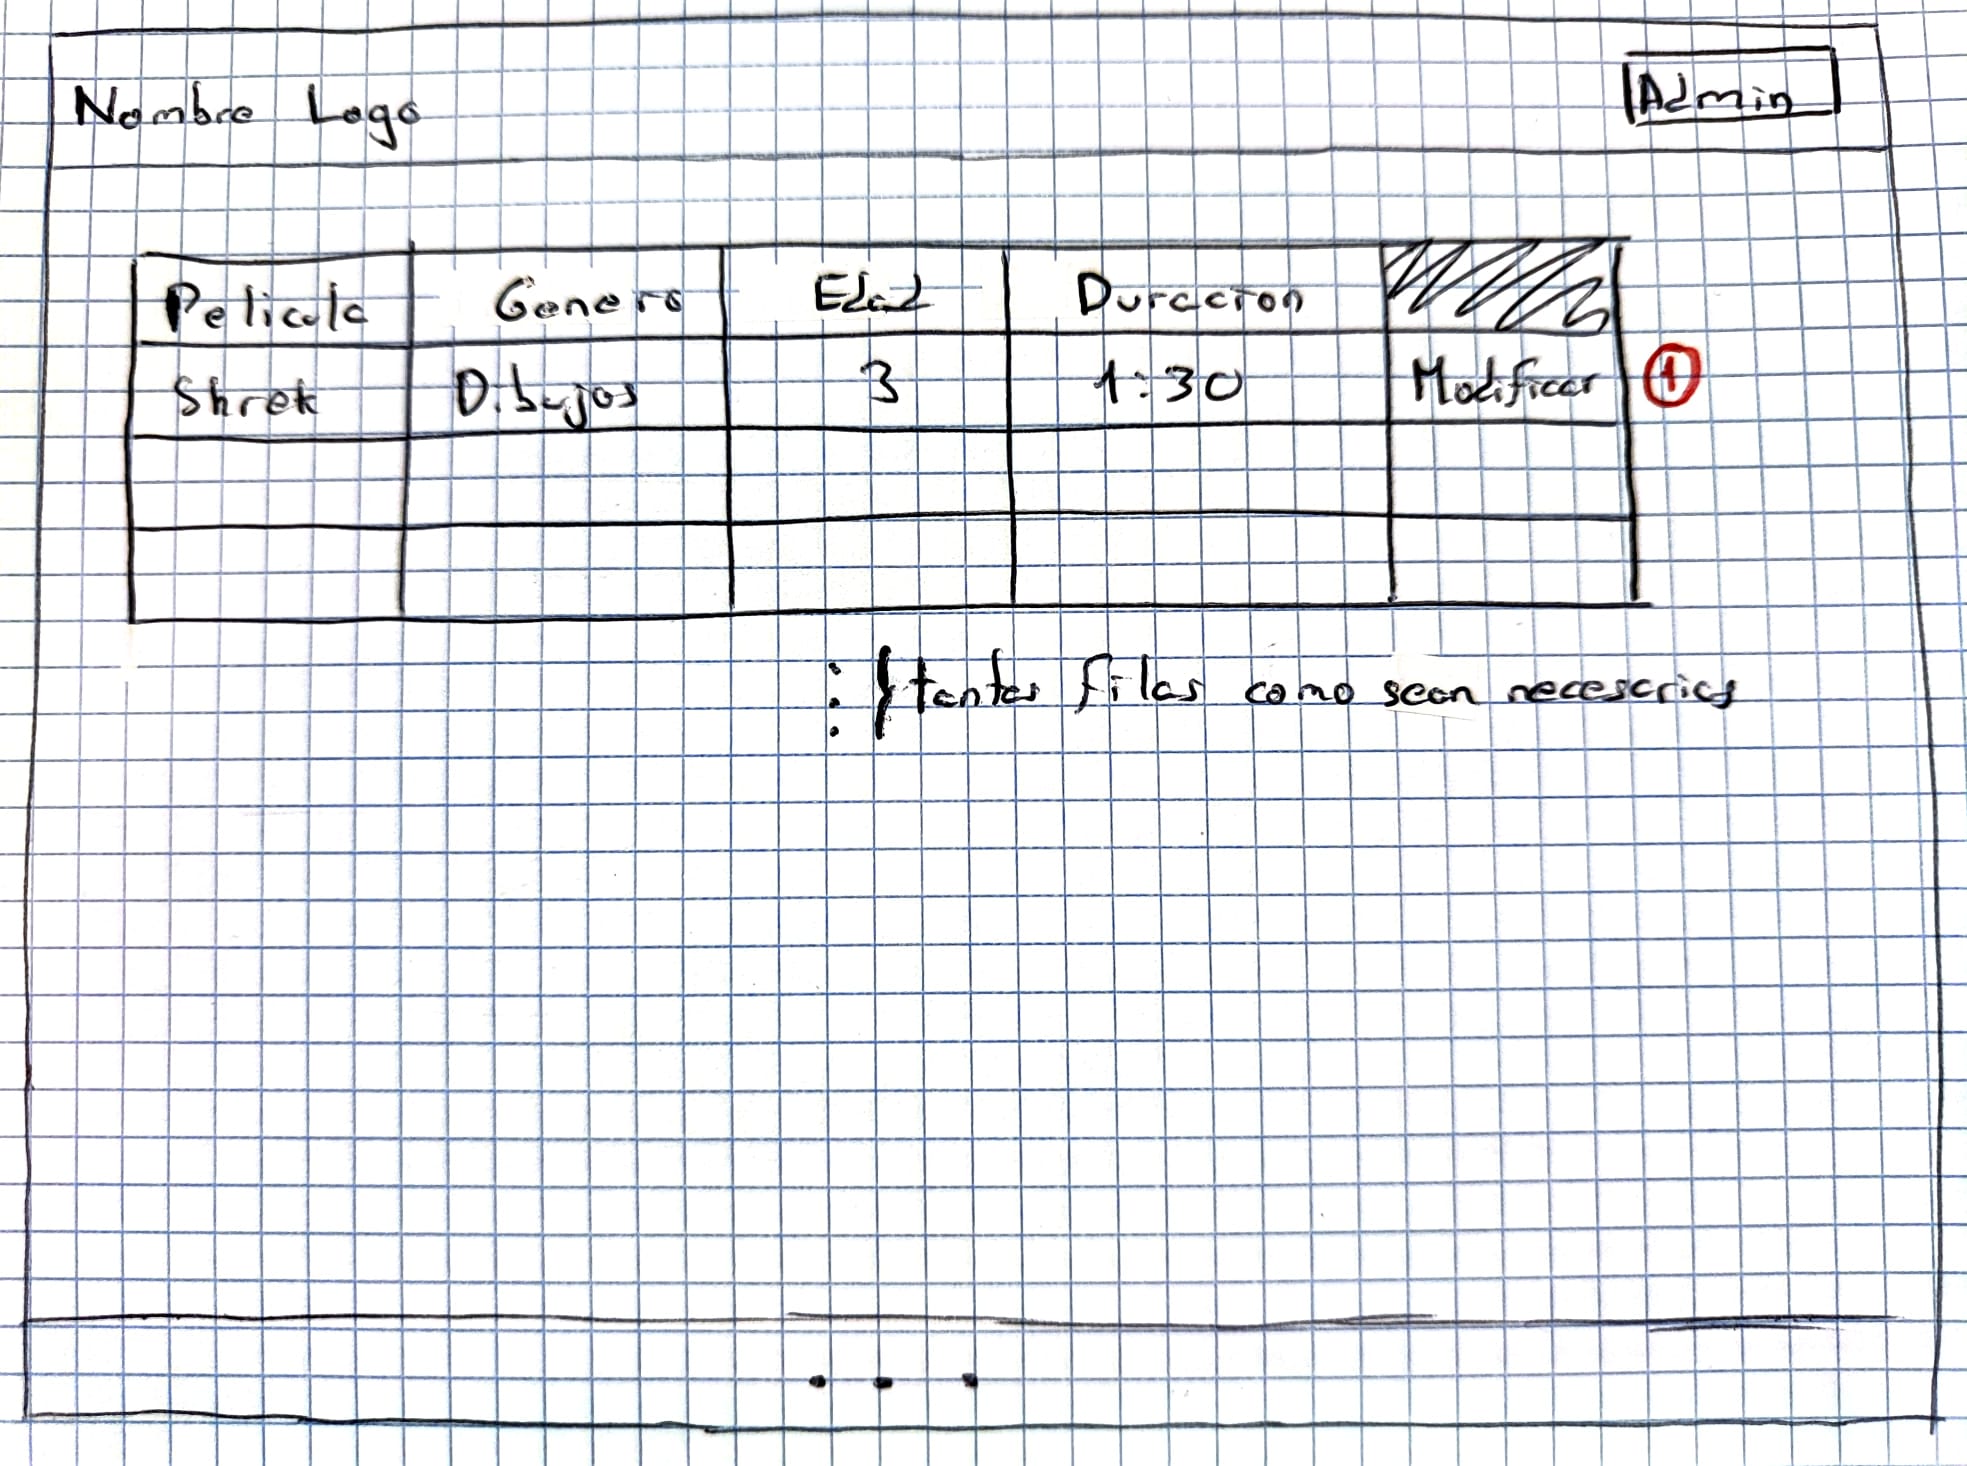 Nombre Logo Admin
Pelicula Genero Edad Duracion
Shrek Dibujos 3 1:30 Modificar 1
⋮ } tantas filas como sean necesarias
. . .